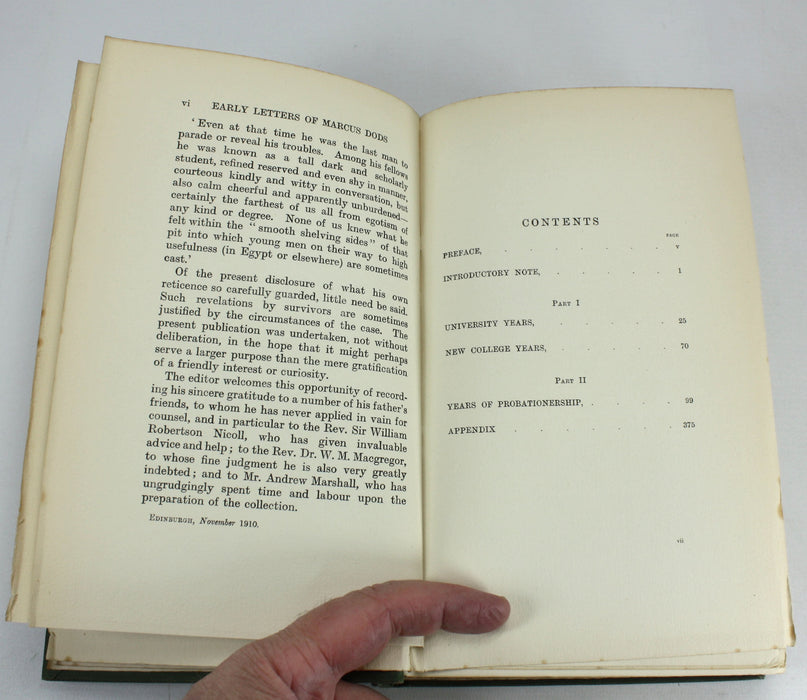 vi EARLY LETTERS OF MARCUS DODS
‘Even at that time he was the last man to
parade or reveal his troubles. Among his fellows
he was known as a tall dark and scholarly
student, refined reserved and even shy in manner,
courteous kindly and witty in conversation, but
also calm cheerful and apparently unburdened—
certainly the farthest of us all from egotism of
any kind or degree. None of us knew what he
felt within the “smooth shelving sides” of that
pit into which young men on their way to high
usefulness (in Egypt or elsewhere) are sometimes
cast.’
Of the present disclosure of what his own
reticence so carefully guarded, little need be said.
Such revelations by survivors are sometimes
justified by the circumstances of the case. The
present publication was undertaken, not without
deliberation, in the hope that it might perhaps
serve a larger purpose than the mere gratification
of a friendly interest or curiosity.
The editor welcomes this opportunity of record-
ing his sincere gratitude to a number of his father’s
friends, to whom he has never applied in vain for
counsel, and in particular to the Rev. Sir William
Robertson Nicoll, who has given invaluable
advice and help; to the Rev. Dr. W. M. Macgregor,
to whose fine judgment he is also very greatly
indebted; and to Mr. Andrew Marshall, who has
ungrudgingly spent time and labour upon the
preparation of the collection.
EDINBURGH, November 1910.
CONTENTS
PAGE
PREFACE, . . . . . . v
INTRODUCTORY NOTE, . . . . . 1
PART I
UNIVERSITY YEARS, . . . . . 25
NEW COLLEGE YEARS, . . . . . 70
PART II
YEARS OF PROBATIONERSHIP, . . . . 99
APPENDIX . . . . . . 375
vii